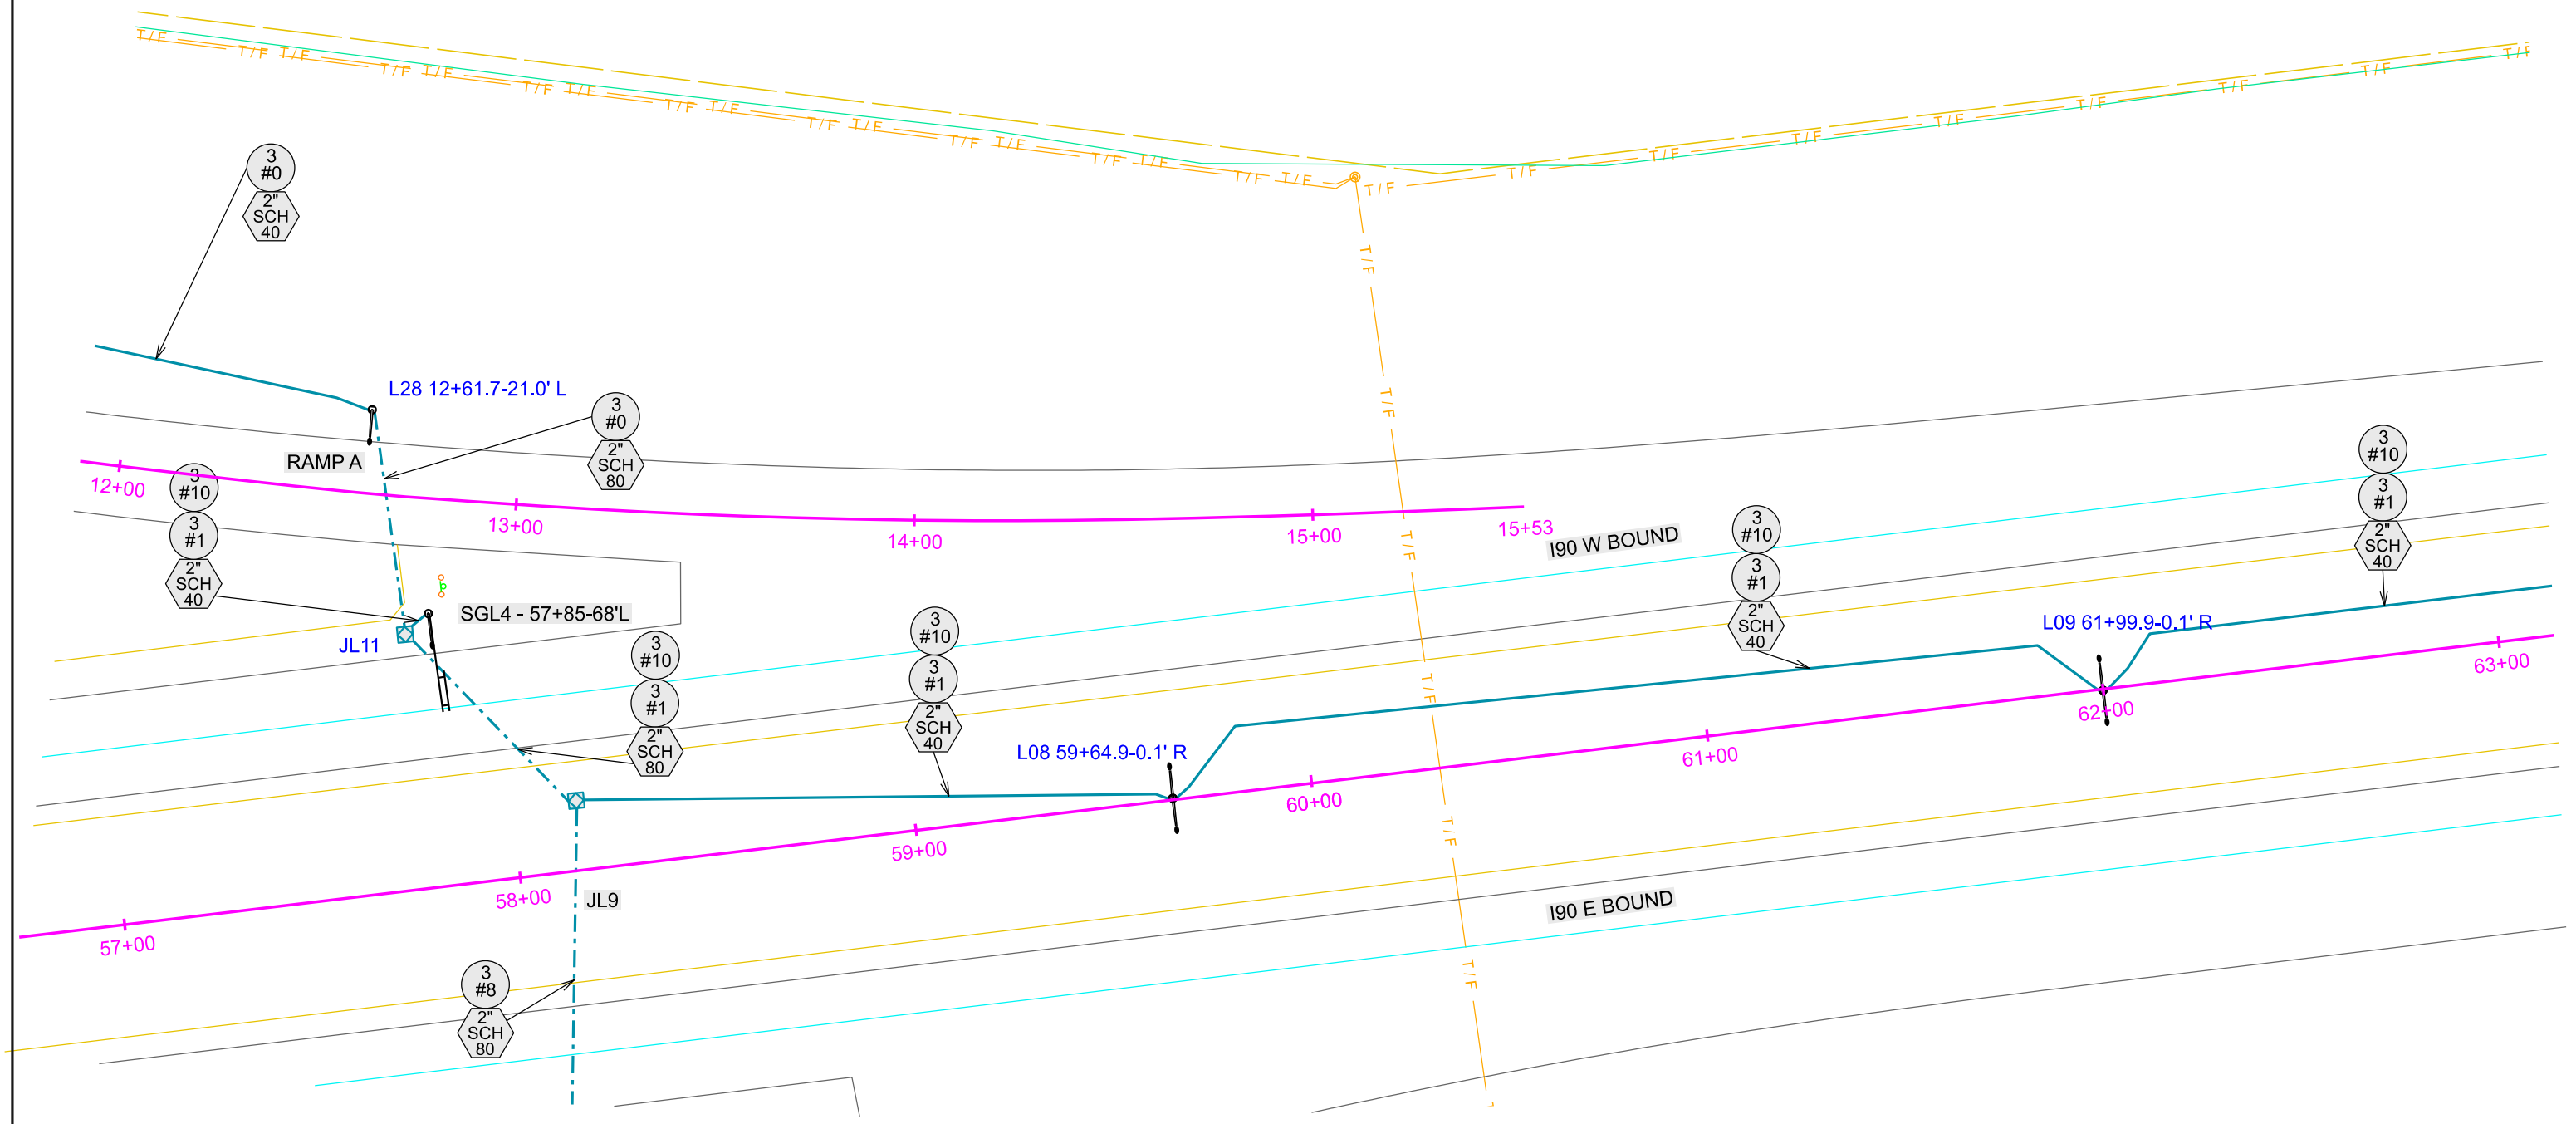 T/F T/F T/F T/F T/F T/F T/F T/F T/F T/F T/F T/F T/F T/F T/F T/F T/F
T/F T/F T/F T/F T/F T/F T/F T/F T/F
3
#0
2"
SCH
40
T/F
L28 12+61.7-21.0' L
3
#0
2"
SCH
80
T/F
RAMP A
12+00
13+00
14+00
15+00
15+53
3
#10
3
#1
2"
SCH
40
T/F
I90 W BOUND
3
#10
3
#1
2"
SCH
40
3
#10
3
#1
2"
SCH
40
SGL4 - 57+85-68'L
JL11
3
#10
3
#1
2"
SCH
80
3
#10
3
#1
2"
SCH
40
T/F
L09 61+99.9-0.1' R
L08 59+64.9-0.1' R
57+00
58+00
59+00
60+00
61+00
62+00
63+00
T/F
JL9
I90 E BOUND
3
#8
2"
SCH
80
T/F